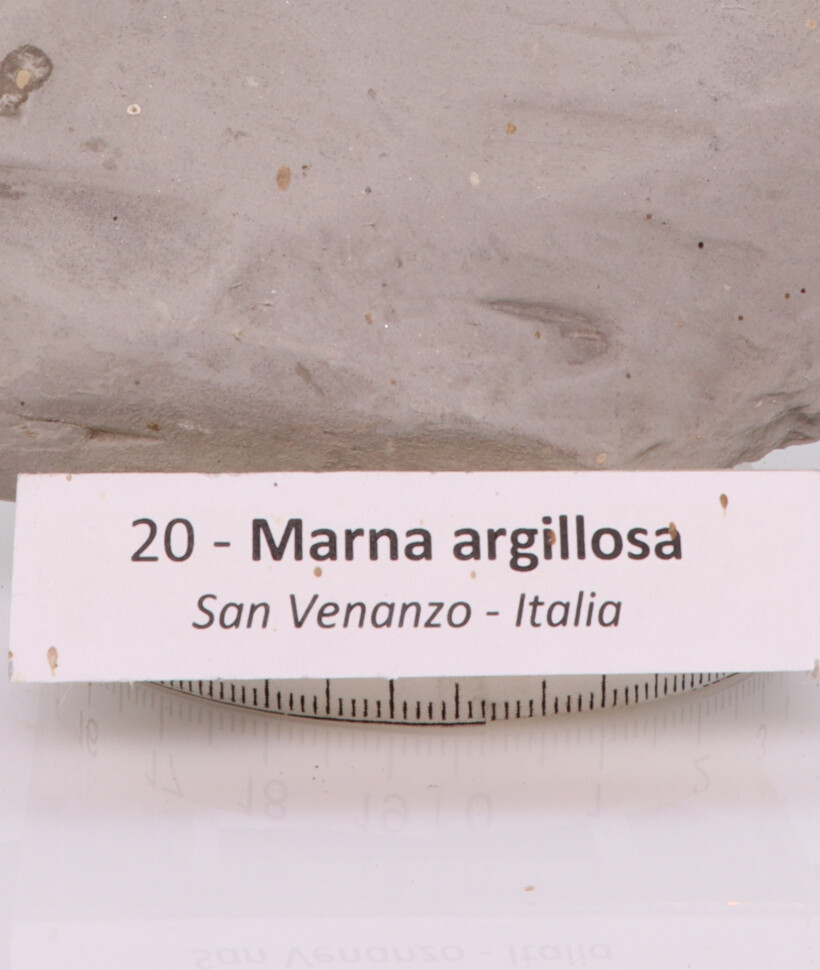 20 - Marna argillosa
San Venanzo - Italia